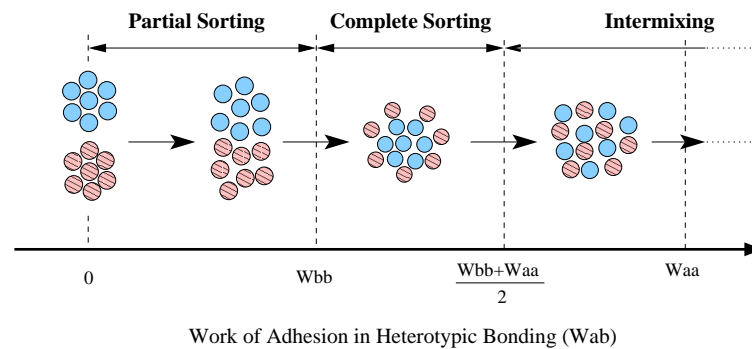 Partial Sorting Complete Sorting Intermixing
0 Wbb Wbb+Waa Waa
2
Work of Adhesion in Heterotypic Bonding (Wab)